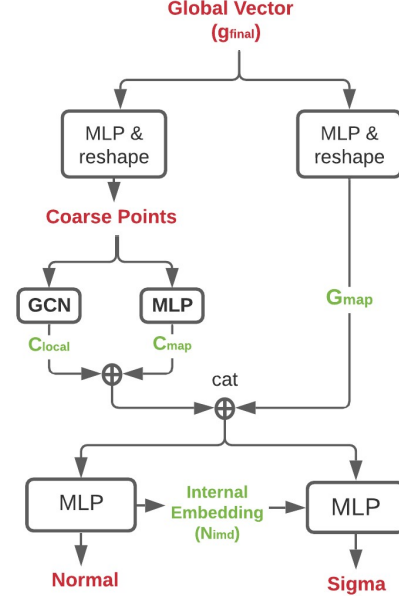 Global Vector
(gfinal)
MLP &
reshape
MLP &
reshape
Coarse Points
GCN
MLP
Gmap
Clocal
Cmap
cat
MLP
Internal
Embedding
(Nimd)
MLP
Normal
Sigma